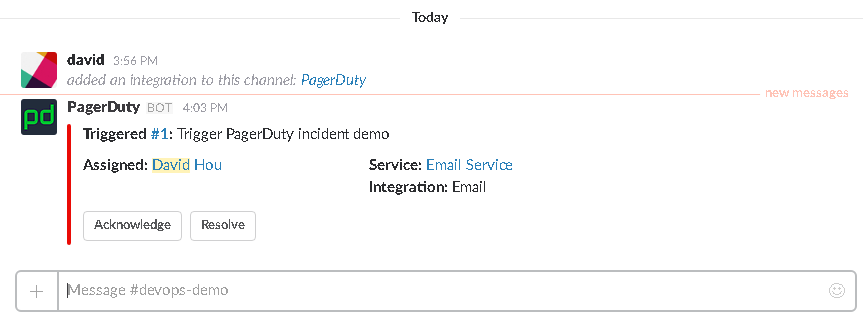 Today
david 3:56 PM
added an integration to this channel: PagerDuty
new messages
pd
PagerDuty BOT 4:03 PM
Triggered #1: Trigger PagerDuty incident demo
Assigned: David Hou Service: Email Service
Integration: Email
Acknowledge Resolve
Message #devops-demo